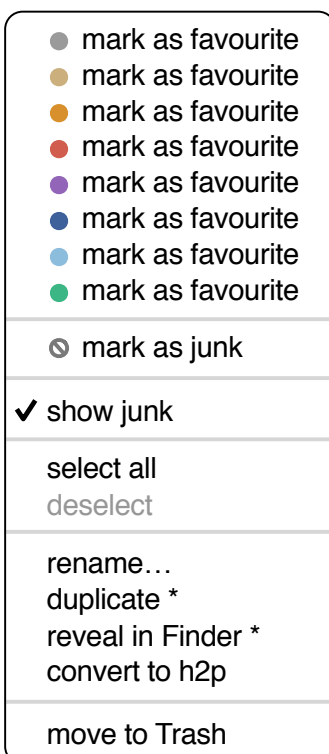 mark as favourite
mark as favourite
mark as favourite
mark as favourite
mark as favourite
mark as favourite
mark as favourite
mark as favourite
mark as junk
show junk
select all
deselect
rename…
duplicate *
reveal in Finder *
convert to h2p
move to Trash